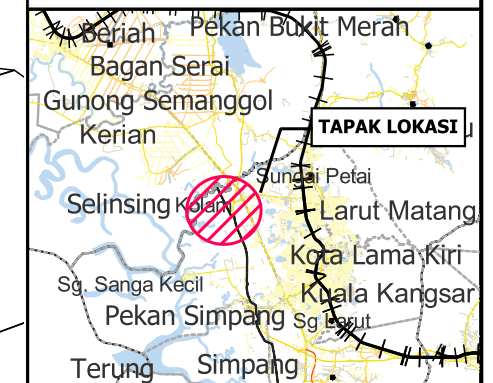 Beriah
Pekan Bukit Merah
Bagan Serai
Gunong Semanggol
TAPAK LOKASI
Kerian
Sungai Petai
Selinsing
Kolam
Larut Matang
Kota Lama Kiri
Sg. Sanga Kecil
Kuala Kangsar
Pekan Simpang
Sg Larut
Terung
Simpang